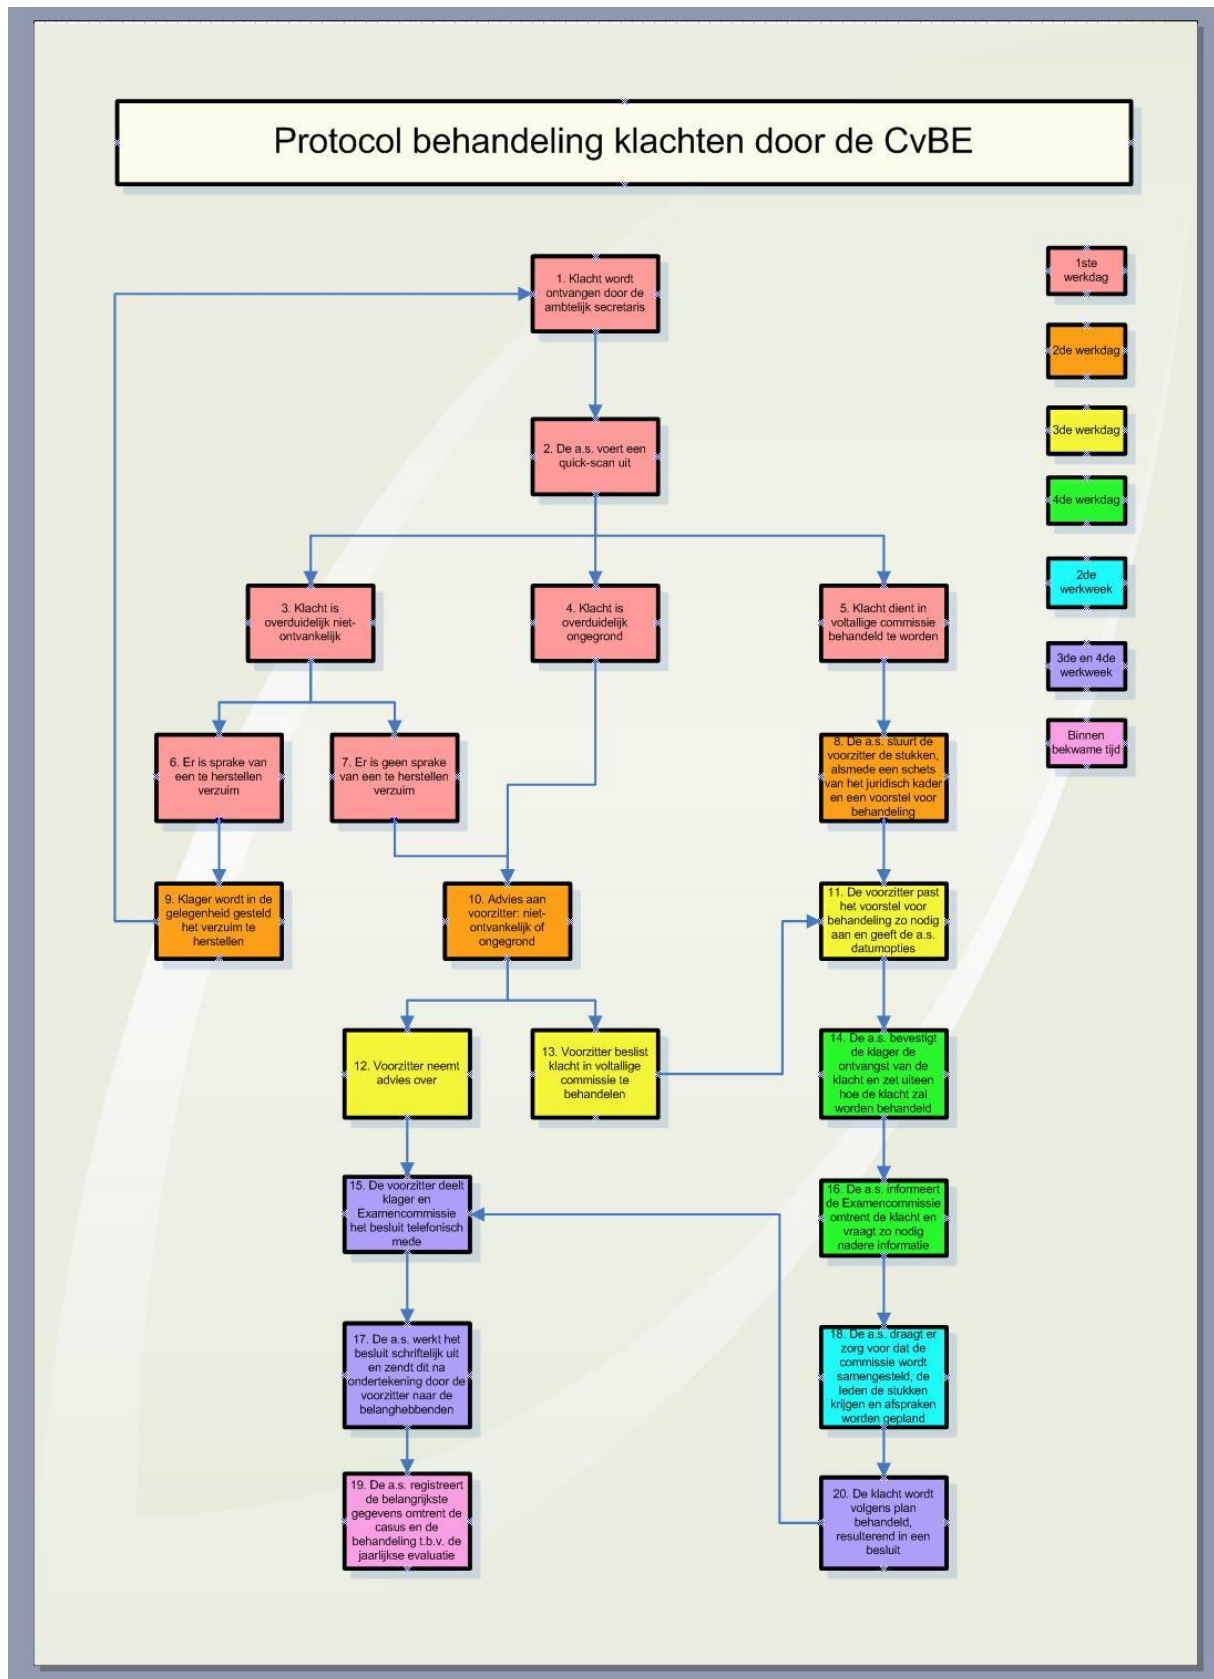 Protocol behandeling klachten door de CvBE
1. Klacht wordt
ontvangen door de
ambtelijk secretaris
1ste
werkdag
2de werkdag
3de werkdag
4de werkdag
2de
werkweek
3de en 4de
werkweek
Binnen
bekwame tijd
2. De a.s. voert een
quick-scan uit
3. Klacht is
overduidelijk niet-
ontvankelijk
4. Klacht is
overduidelijk
ongegrond
5. Klacht dient in
voltallige commissie
behandeld te worden
6. Er is sprake van
een te herstellen
verzuim
7. Er is geen sprake
van een te herstellen
verzuim
8. De a.s. stuurt de
voorzitter de stukken,
alsmede een schets
van het juridisch kader
en een voorstel voor
behandeling
9. Klager wordt in de
gelegenheid gesteld
het verzuim te
herstellen
10. Advies aan
voorzitter: niet-
ontvankelijk of
ongegrond
11. De voorzitter past
het voorstel voor
behandeling zo nodig
aan en geeft de a.s.
datumopties
12. Voorzitter neemt
advies over
13. Voorzitter beslist
klacht in voltallige
commissie te
behandelen
14. De a.s. bevestigt
de klager de
ontvangst van de
klacht en zet uiteen
hoe de klacht zal
worden behandeld
15. De voorzitter deelt
klager en
Examencommissie
het besluit telefonisch
mede
16. De a.s. informeert
de Examencommissie
omtrent de klacht en
vraagt zo nodig
nadere informatie
17. De a.s. werkt het
besluit schriftelijk uit
en zendt dit na
ondertekening door de
voorzitter naar de
belanghebbenden
18. De a.s. draagt er
zorg voor dat de
commissie wordt
samengesteld, de
leden de stukken
krijgen en afspraken
worden gepland
19. De a.s. registreert
de belangrijkste
gegevens omtrent de
casus en de
behandeling t.b.v. de
jaarlijkse evaluatie
20. De klacht wordt
volgens plan
behandeld,
resulterend in een
besluit